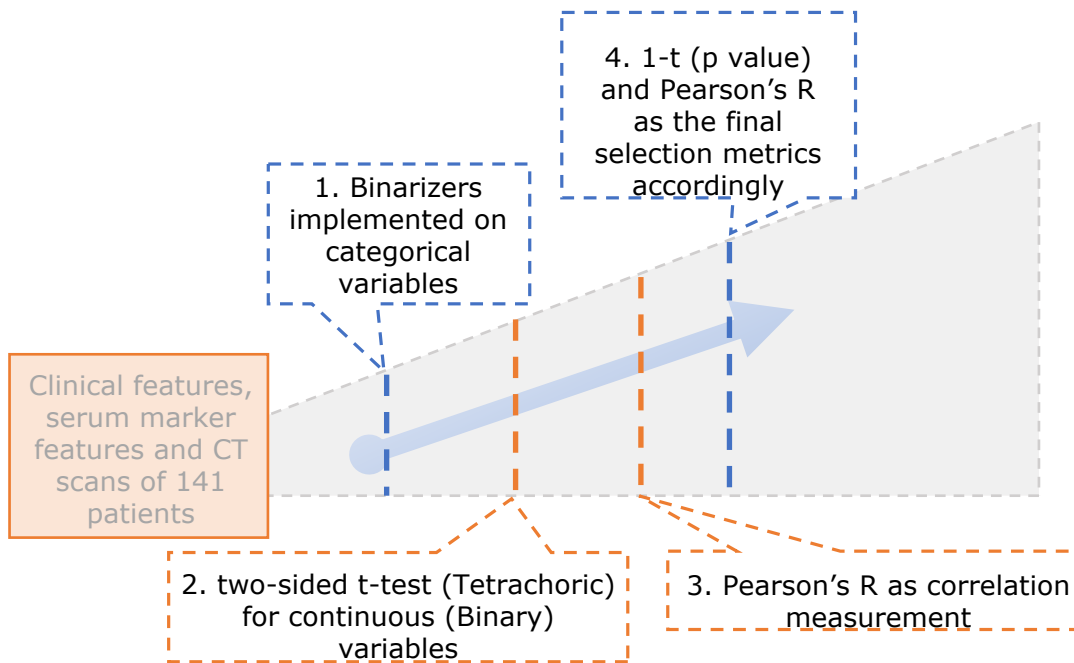 Clinical features,
serum marker
features and CT
scans of 141
patients
1. Binarizers
implemented on
categorical
variables
2. two-sided t-test (Tetrachoric)
for continuous (Binary)
variables
3. Pearson’s R as correlation
measurement
4. 1-t (p value)
and Pearson’s R
as the final
selection metrics
accordingly